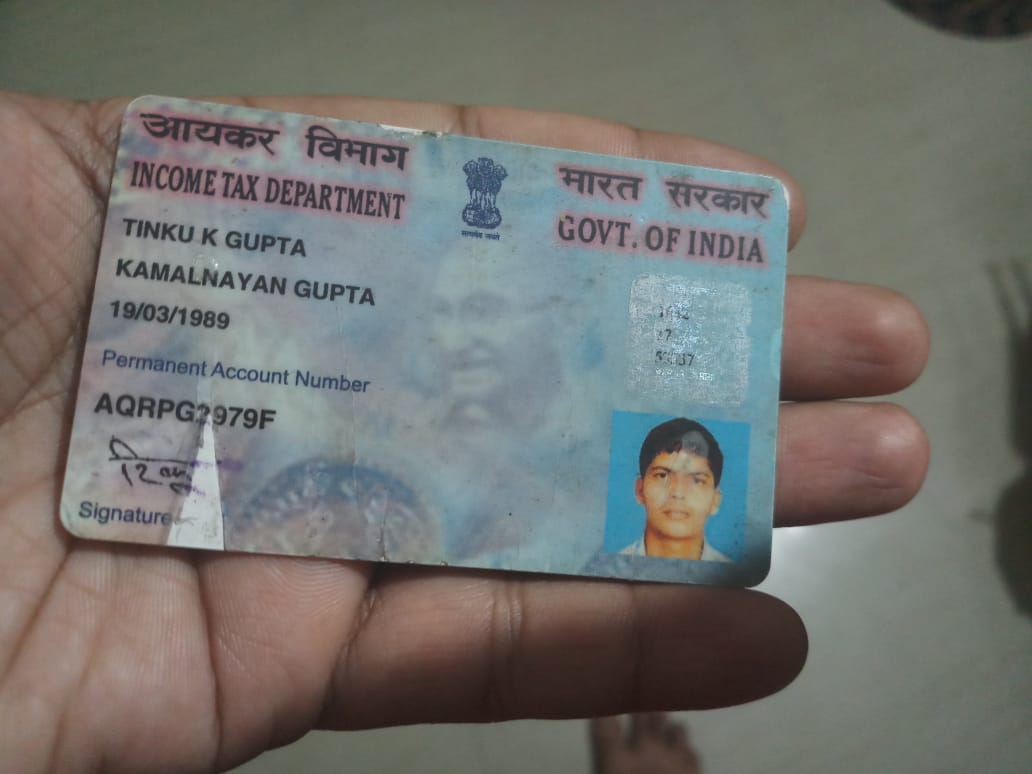 आयकर विभाग
INCOME TAX DEPARTMENT
भारत सरकार
GOVT. OF INDIA
सत्यमेव जयते
TINKU K GUPTA
KAMALNAYAN GUPTA
19/03/1989
Permanent Account Number
AQRPG2979F
Signature